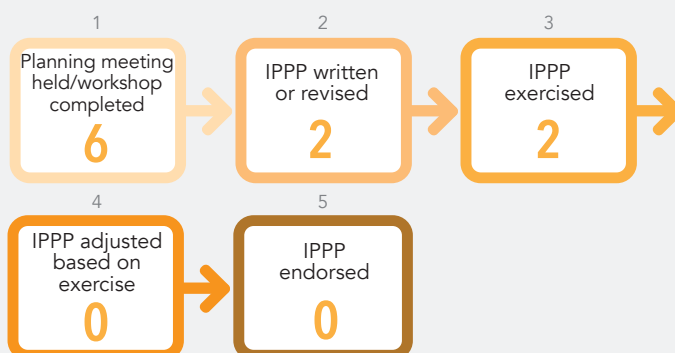 1
Planning meeting
held/workshop
completed
6
2
IPPP written
or revised
2
3
IPPP
exercised
2
4
IPPP adjusted
based on
exercise
0
5
IPPP
endorsed
0